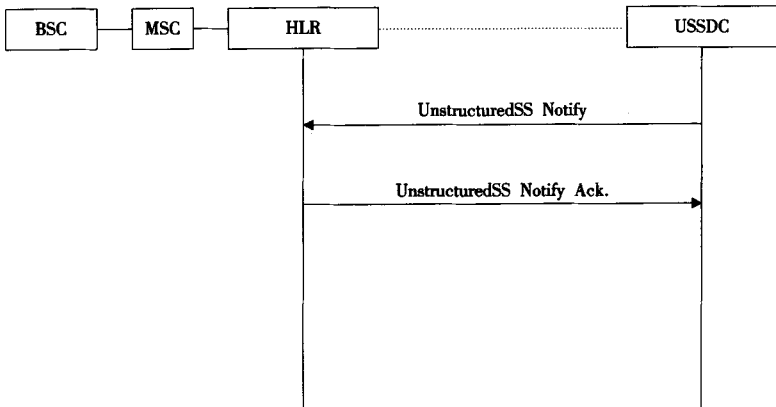 BSC MSC HLR USSDC
UnstructuredSS Notify
UnstructuredSS Notify Ack.